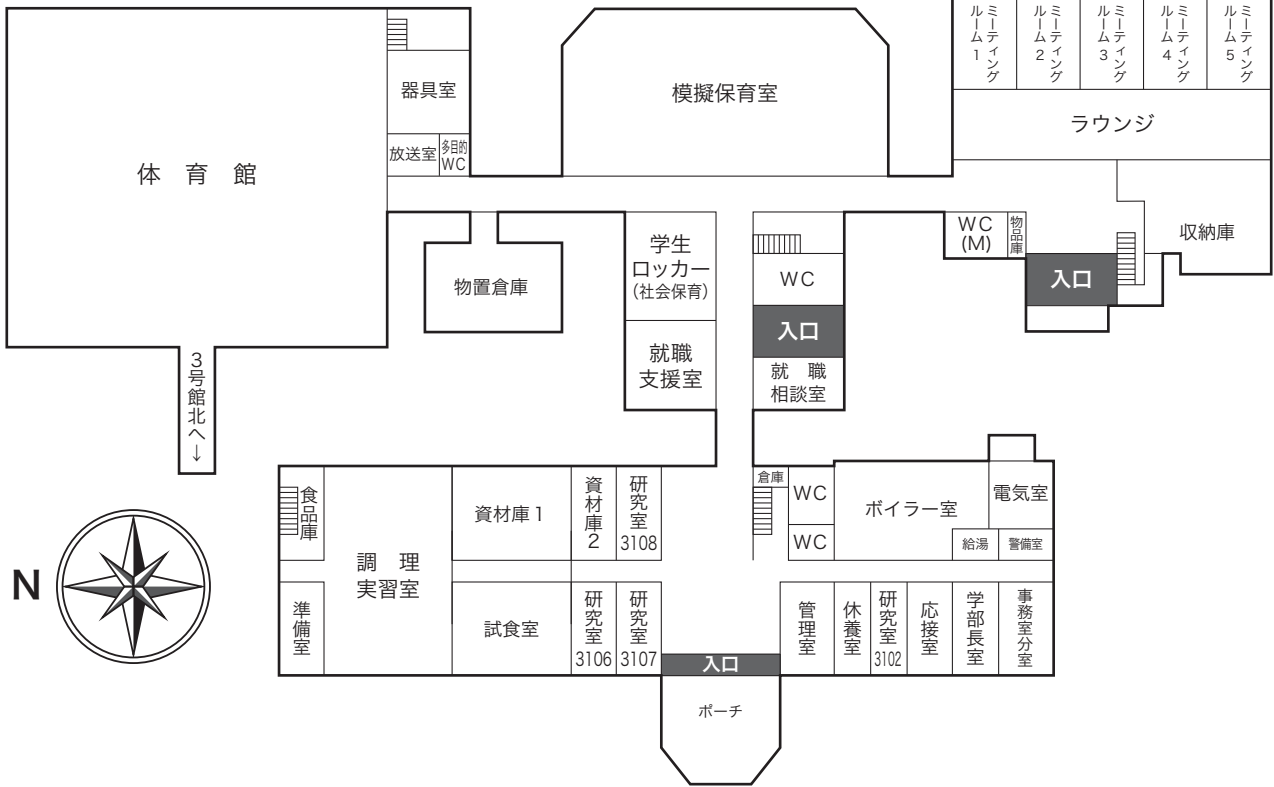 ミーティング
ルーム1
ミーティング
ルーム2
ミーティング
ルーム3
ミーティング
ルーム4
ミーティング
ルーム5
器具室
模擬保育室
ラウンジ
体 育 館
放送室
多目的
WC
学生
ロッカー
(社会保育)
WC
(M)
物品庫
収納庫
物置倉庫
WC
入口
入口
就職
支援室
就 職
相談室
3号館北へ↓
食品庫
資材庫1
資材庫2
研究室
3108
倉庫
WC
WC
ボイラー室
電気室
給湯
警備室
N
調 理
実習室
準備室
試食室
研究室
3106
研究室
3107
入口
管理室
休養室
研究室
3102
応接室
学部長室
事務室分室
ポーチ